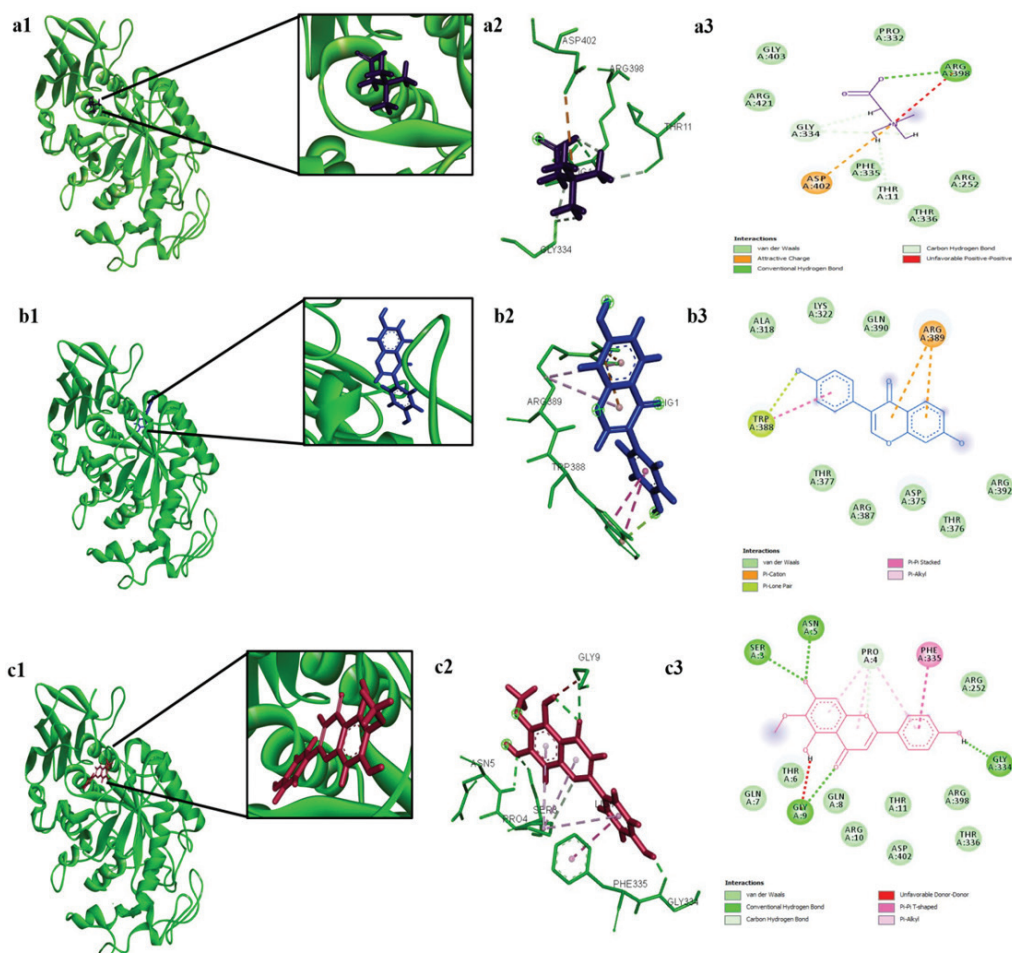 a1
a2
ASP402
ARG398
THR11
GLY334
a3
PRO
A:332
GLY
A:403
ARG
A:398
ARG
A:421
GLY
A:334
PHE
A:335
ASP
A:402
THR
A:11
ARG
A:252
THR
A:336
Interactions
van der Waals
Attractive Charge
Conventional Hydrogen Bond
Carbon Hydrogen Bond
Unfavorable Positive-Positive
b1
b2
ARG389
TRP388
b3
ALA
A:318
LYS
A:322
GLN
A:390
ARG
A:389
TRP
A:388
THR
A:377
ARG
A:387
ASP
A:375
THR
A:376
ARG
A:392
Interactions
van der Waals
Pi-Cation
Pi-Lone Pair
Pi-Pi Stacked
Pi-Alkyl
c1
c2
GLY9
ASN5
PRO4
PHE335
GLY334
c3
SER
A:3
ASN
A:5
PRO
A:4
PHE
A:335
ARG
A:252
GLY
A:334
THR
A:6
GLN
A:7
GLY
A:9
GLN
A:8
ARG
A:10
THR
A:11
ASP
A:402
ARG
A:398
THR
A:336
Interactions
van der Waals
Conventional Hydrogen Bond
Carbon Hydrogen Bond
Unfavorable Donor-Donor
Pi-Pi T-shaped
Pi-Alkyl